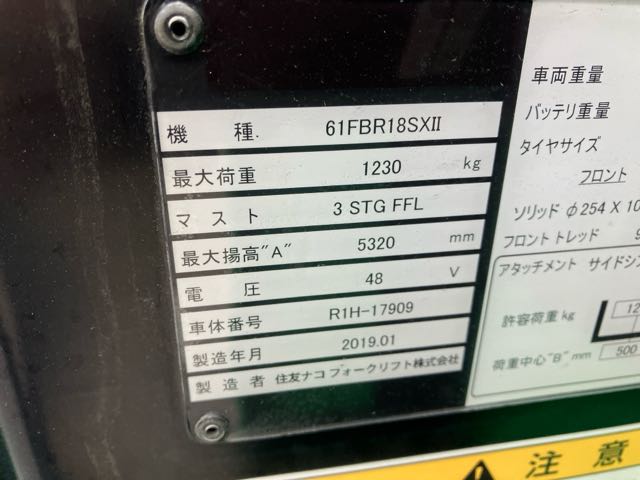 機 種. 61FBR18SXII
最大荷重 1230 kg
マスト 3 STG FFL
最大揚高"A" 5320 mm
電 圧 48 V
車体番号 R1H-17909
製造年月 2019.01
製造者 住友ナコ フォークリフト株式会社
車両重量
バッテリ重量
タイヤサイズ
フロント
ソリッド φ254 X 10
フロント トレッド 9
アタッチメント サイドシフ
許容荷重 kg 12
荷重中心"B" mm 500
注 意